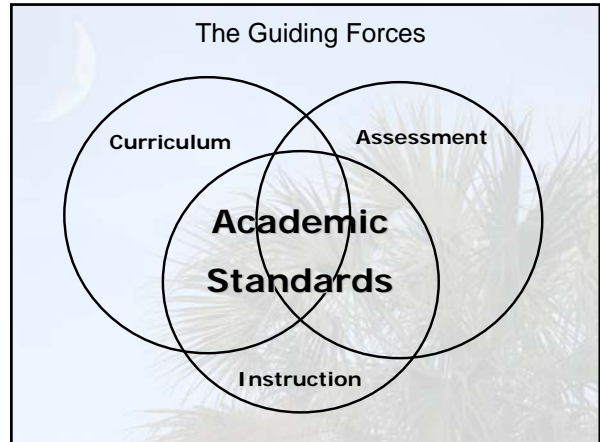 The Guiding Forces
Curriculum
Assessment
Academic
Standards
Instruction